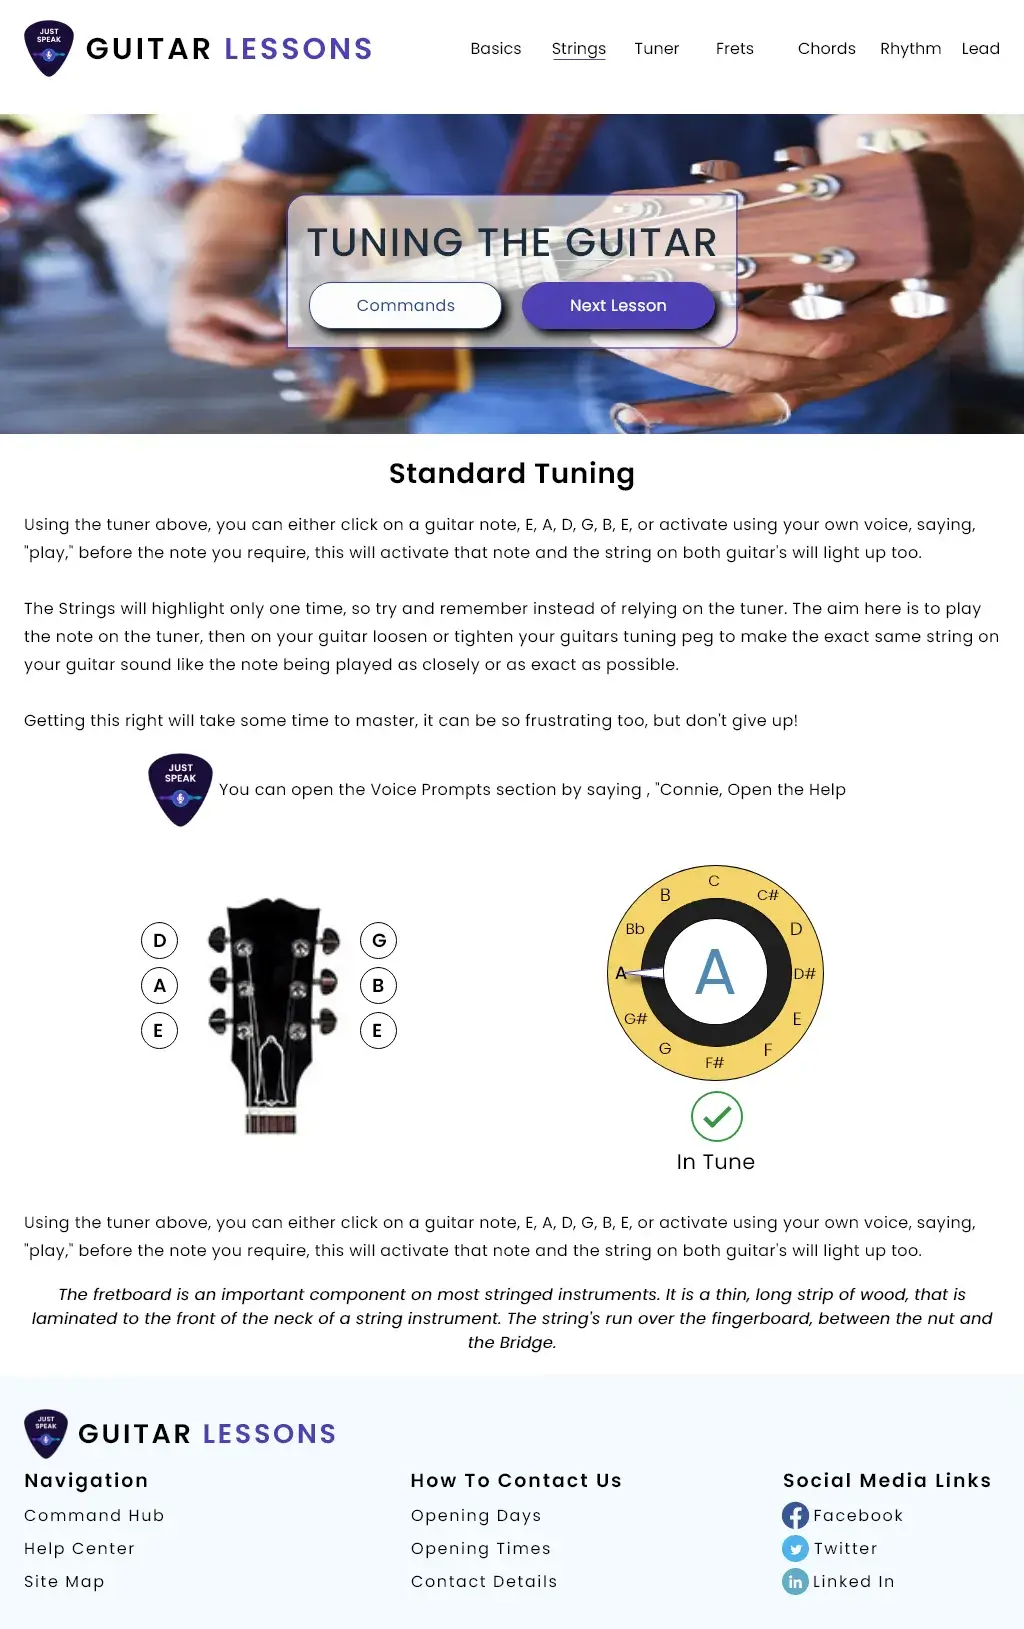 JUST
SPEAK
GUITAR LESSONS
Basics Strings Tuner Frets Chords Rhythm Lead
TUNING THE GUITAR
Commands Next Lesson
Standard Tuning
Using the tuner above, you can either click on a guitar note, E, A, D, G, B, E, or activate using your own voice, saying,
"play," before the note you require, this will activate that note and the string on both guitar's will light up too.
The Strings will highlight only one time, so try and remember instead of relying on the tuner. The aim here is to play
the note on the tuner, then on your guitar loosen or tighten your guitars tuning peg to make the exact same string on
your guitar sound like the note being played as closely or as exact as possible.
Getting this right will take some time to master, it can be so frustrating too, but don't give up!
JUST
SPEAK
You can open the Voice Prompts section by saying , "Connie, Open the Help
D G
A B
E E
C
C#
D
D#
E
F
F#
G
G#
A
Bb
B
A
In Tune
Using the tuner above, you can either click on a guitar note, E, A, D, G, B, E, or activate using your own voice, saying,
"play," before the note you require, this will activate that note and the string on both guitar's will light up too.
The fretboard is an important component on most stringed instruments. It is a thin, long strip of wood, that is
laminated to the front of the neck of a string instrument. The string's run over the fingerboard, between the nut and
the Bridge.
JUST
SPEAK
GUITAR LESSONS
Navigation
Command Hub
Help Center
Site Map
How To Contact Us
Opening Days
Opening Times
Contact Details
Social Media Links
Facebook
Twitter
Linked In